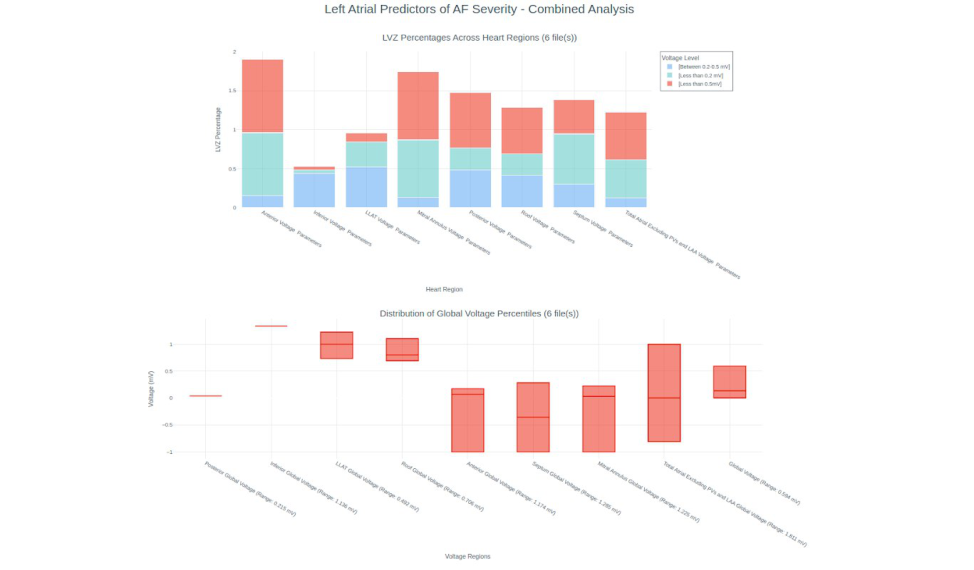 Left Atrial Predictors of AF Severity - Combined Analysis
LVZ Percentages Across Heart Regions (6 file(s))
Voltage Level
[Between 0.2-0.5 mV]
[Less than 0.2 mV]
[Less than 0.5mV]
LVZ Percentage
2
1.5
1
0.5
0
Anterior Voltage Parameters
Inferior Voltage Parameters
LLAT Voltage Parameters
Mitral Annulus Voltage Parameters
Posterior Voltage Parameters
Roof Voltage Parameters
Septum Voltage Parameters
Total Atrial Excluding PVs and LAA Voltage Parameters
Heart Region
Distribution of Global Voltage Percentiles (6 file(s))
Voltage (mV)
1
0.5
0
−0.5
−1
Posterior Global Voltage (Range: 0.215 mV)
Inferior Global Voltage (Range: 1.136 mV)
LLAT Global Voltage (Range: 0.492 mV)
Roof Global Voltage (Range: 0.706 mV)
Anterior Global Voltage (Range: 1.174 mV)
Septum Global Voltage (Range: 1.285 mV)
Mitral Annulus Global Voltage (Range: 1.225 mV)
Total Atrial Excluding PVs and LAA Global Voltage (Range: 1.811 mV)
Global Voltage (Range: 0.594 mV)
Voltage Regions